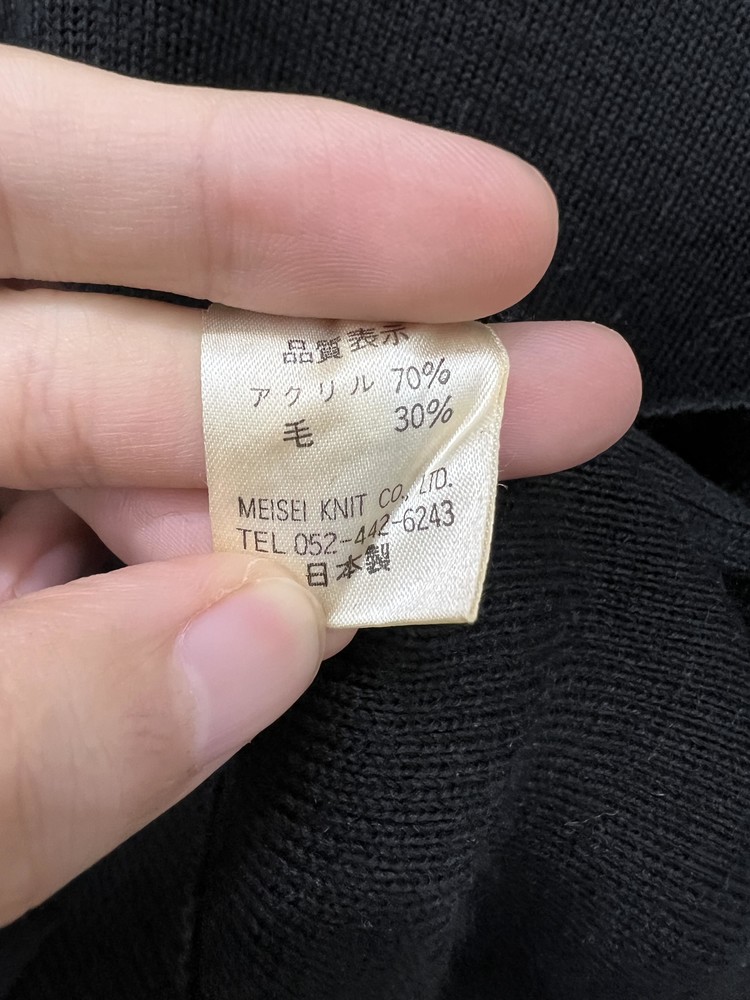 品質表示
アクリル 70%
毛 30%
MEISEI KNIT CO., LTD.
TEL 052-442-6243
日本製